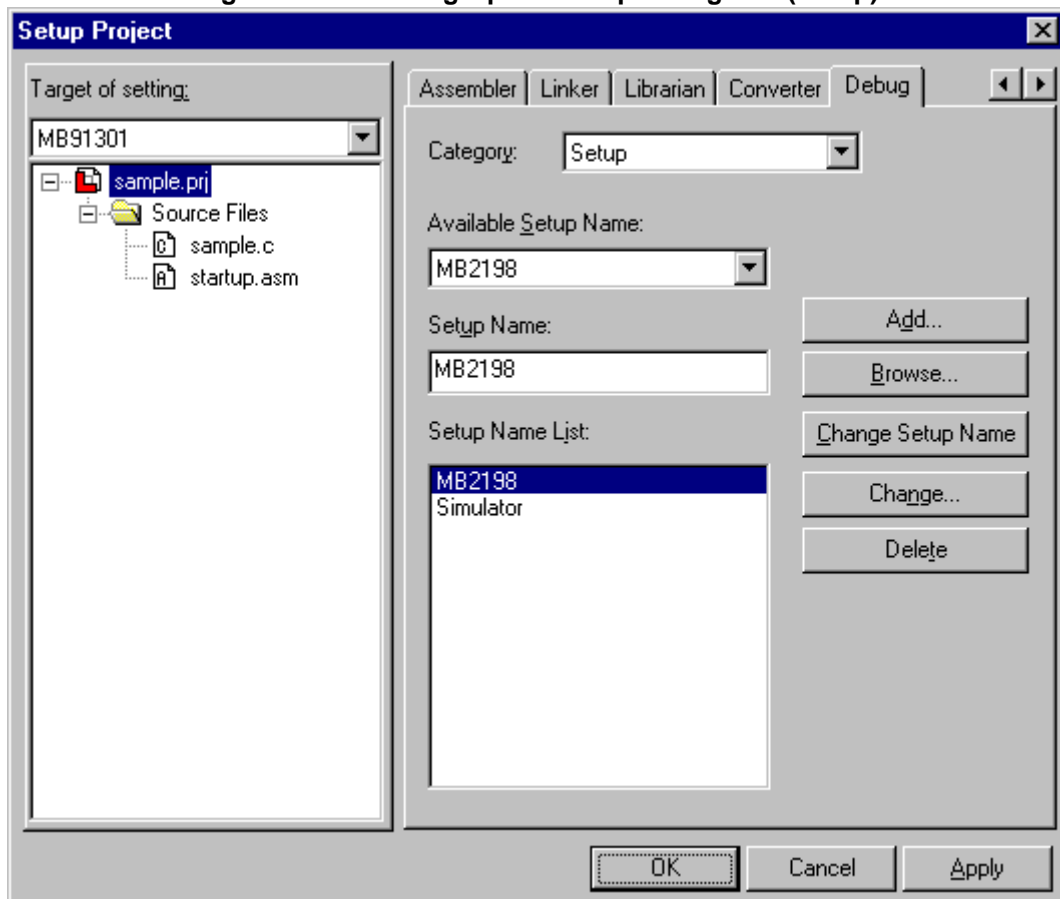 Setup Project
Target of setting:
MB91301
sample.prj
Source Files
sample.c
startup.asm
Assembler Linker Librarian Converter Debug
Category: Setup
Available Setup Name:
MB2198
Setup Name:
MB2198
Setup Name List:
MB2198
Simulator
Add...
Browse...
Change Setup Name
Change...
Delete
OK Cancel Apply